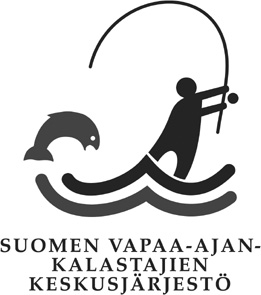 SUOMEN VAPAA-AJAN-
KALASTAJIEN
KESKUSJÄRJESTÖ